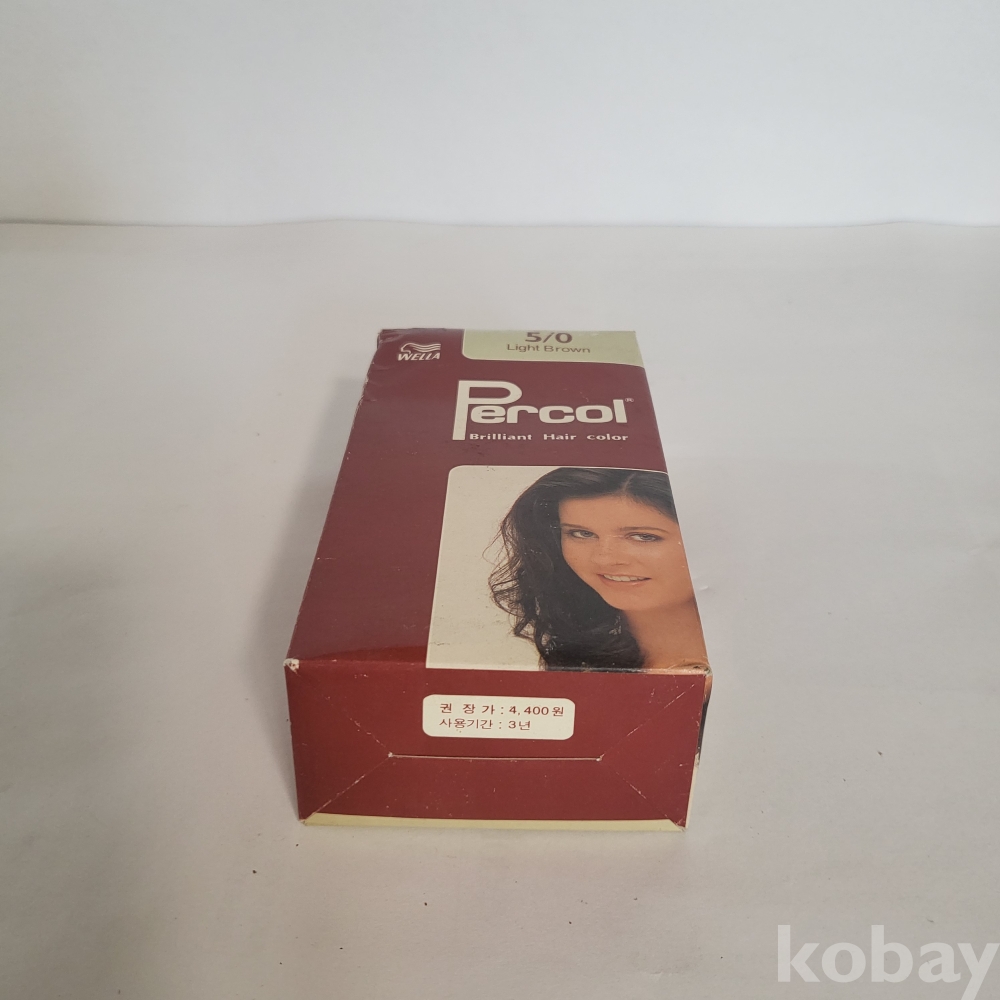 5/0
Light Brown
WELLA
Percol®
Brilliant Hair color
권 장 가 : 4,400원
사용기간 : 3년
kobay